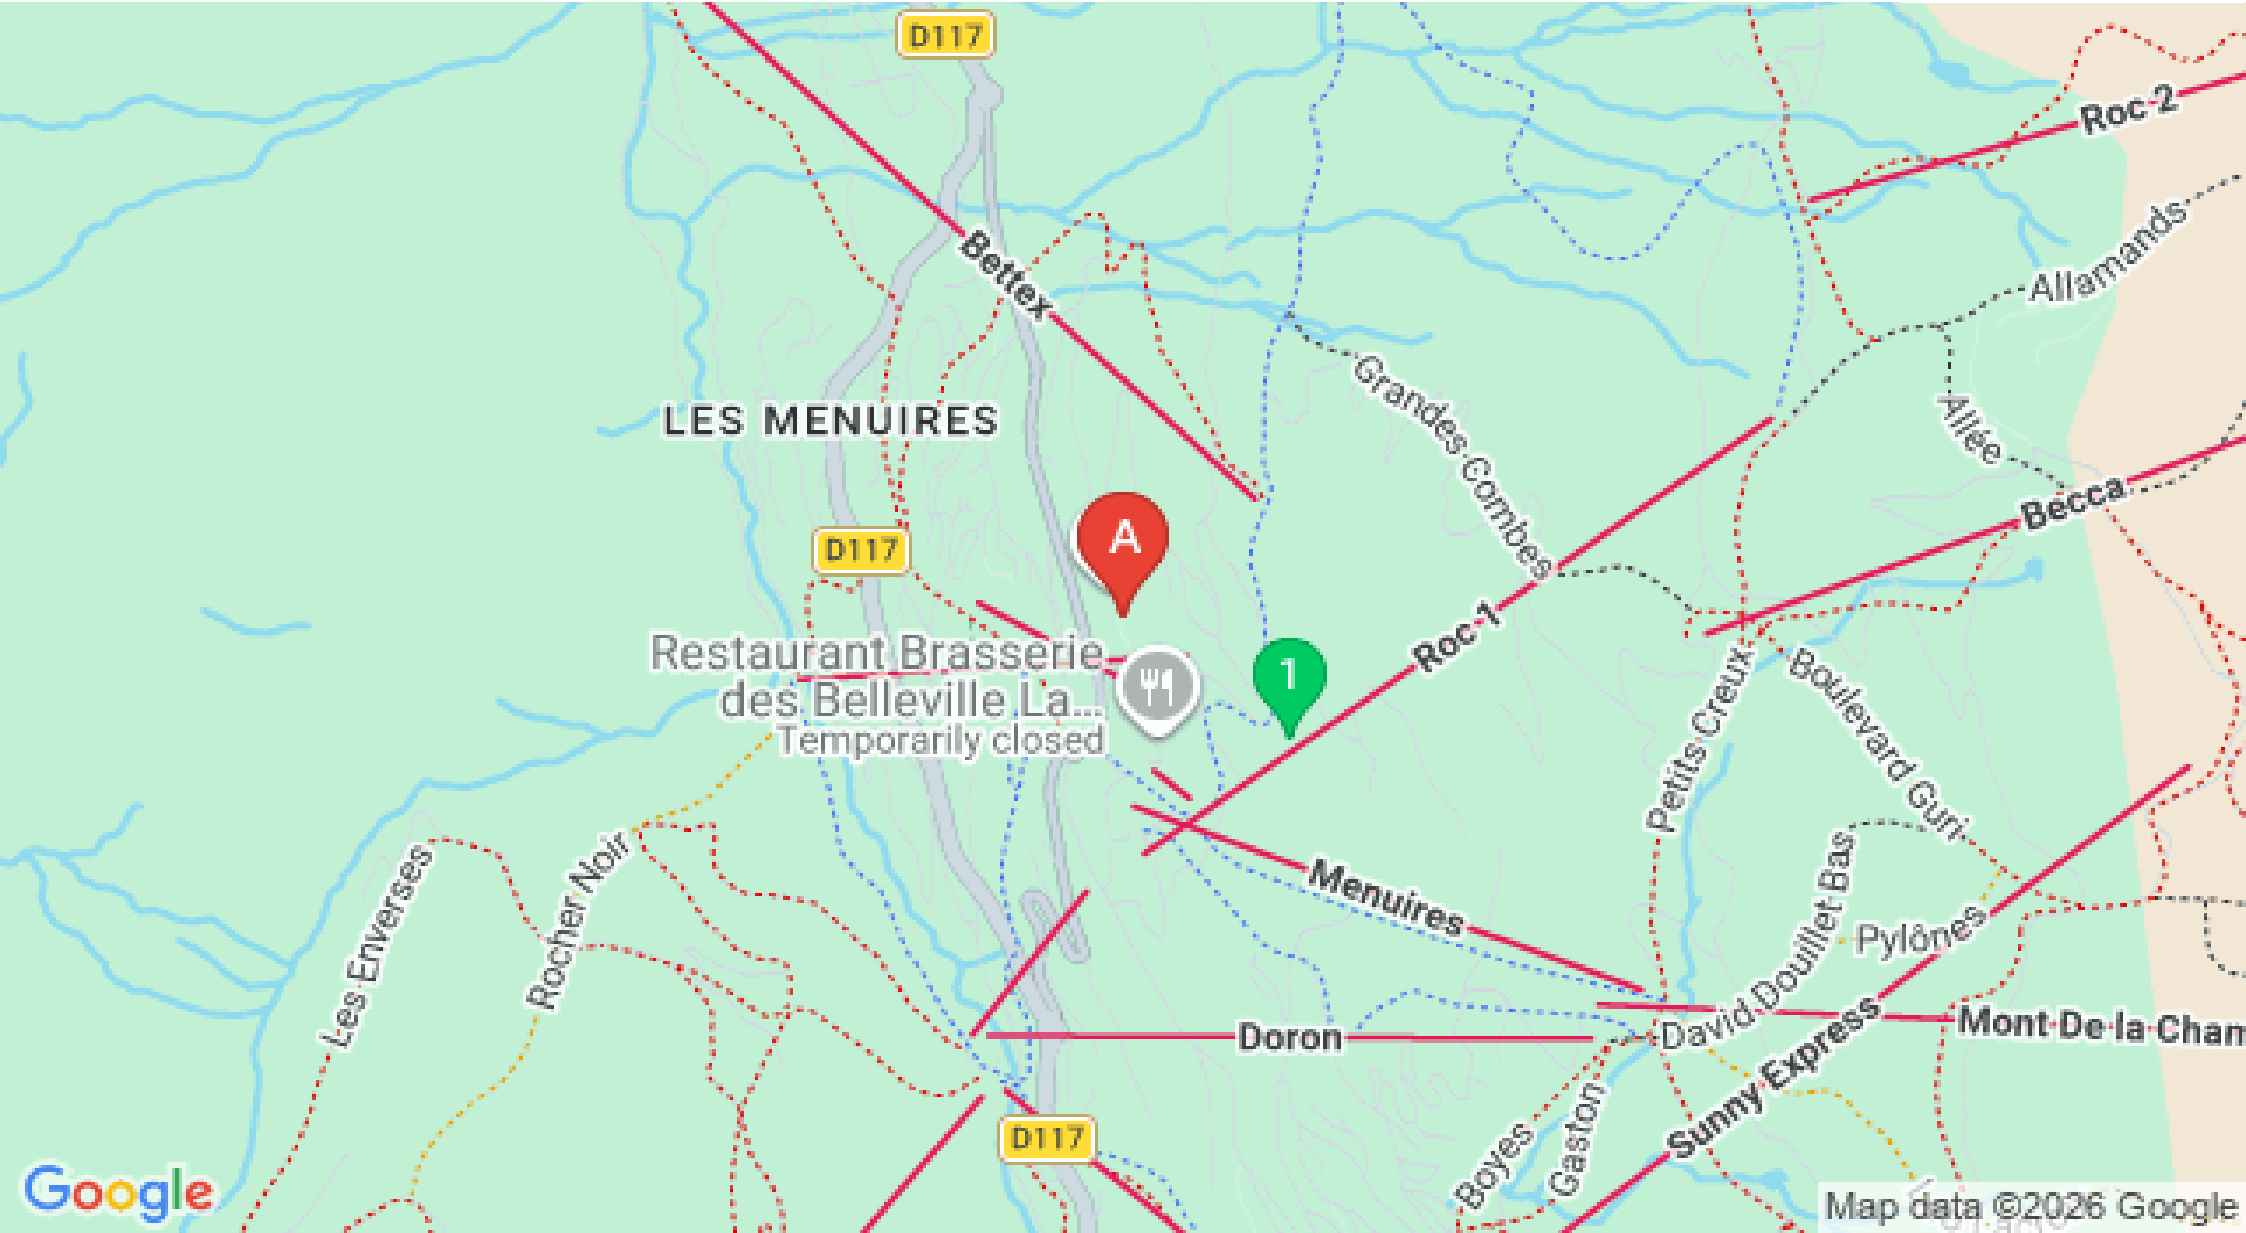 D117
Roc 2
Allamands
Bettex
Grandes Combes
Allée
LES MENUIRES
Becca
D117
A
Roc 1
Restaurant Brasserie
des Belleville La...
Temporarily closed
1
Petits Creux
Boulevard Guri
Les Enverses
Rocher Noir
Menuires
David Douillet Bas
Pylônes
Doron
Mont De la Cham
Sunny Express
Boyes
Gaston
D117
Google
Map data ©2026 Google